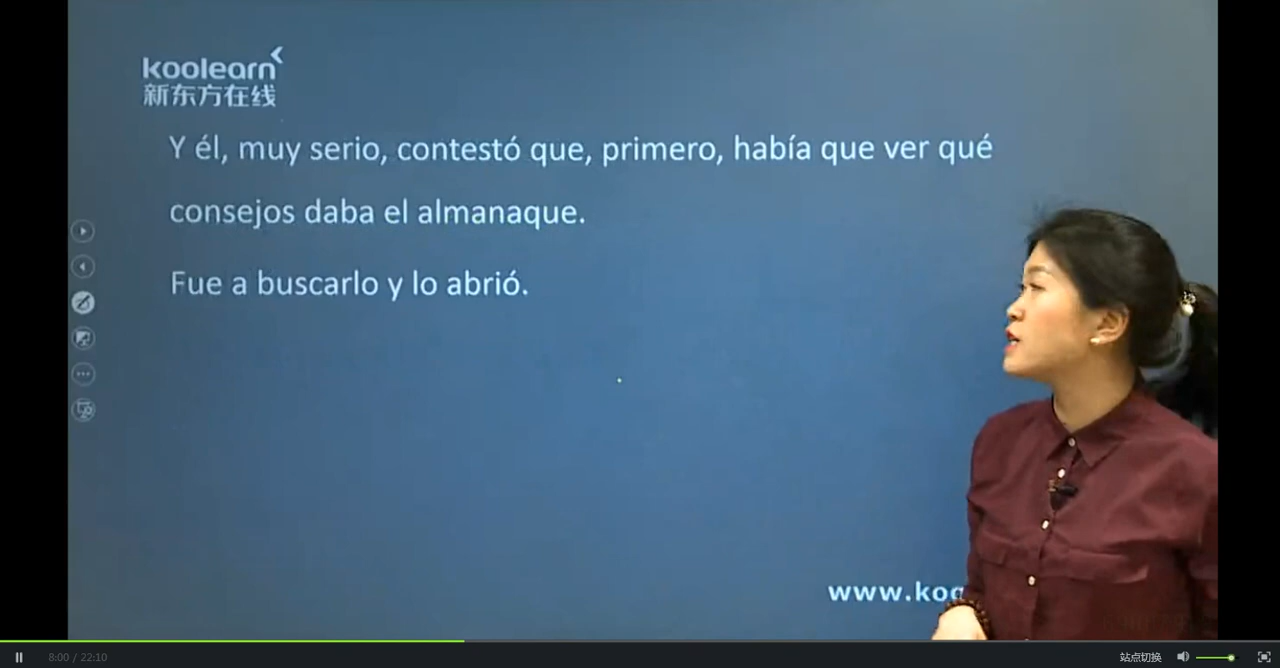 koolearn
新东方在线
Y él, muy serio, contestó que, primero, había que ver qué
consejos daba el almanaque.
Fue a buscarlo y lo abrió.
www.koo
8:00 / 22:10
站点切换